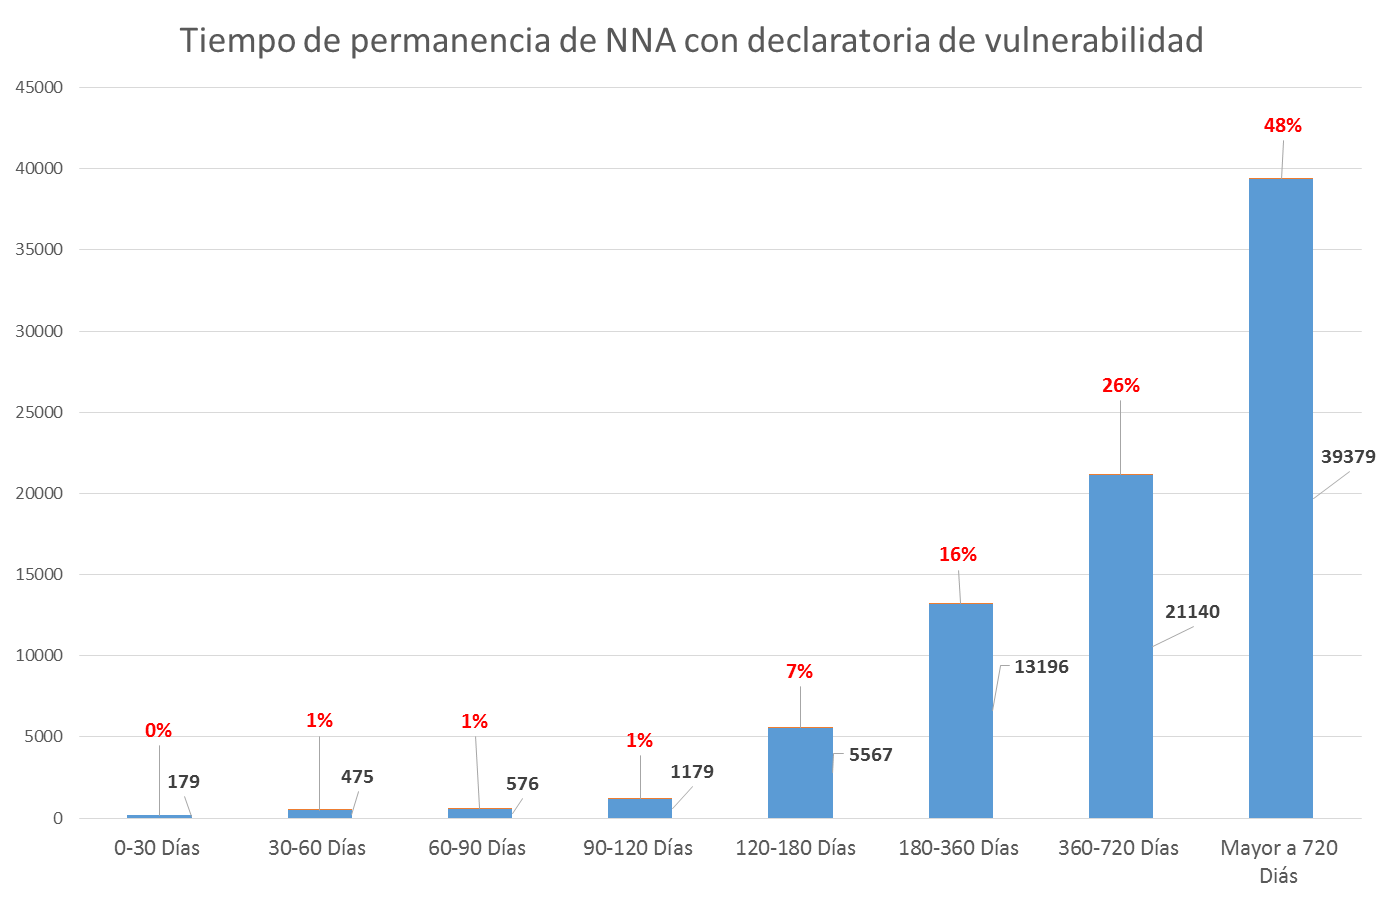 Tiempo de permanencia de NNA con declaratoria de vulnerabilidad
45000
40000
35000
30000
25000
20000
15000
10000
5000
0
0%
179
1%
475
1%
576
1%
1179
7%
5567
16%
13196
26%
21140
48%
39379
0-30 Días
30-60 Días
60-90 Días
90-120 Días
120-180 Días
180-360 Días
360-720 Días
Mayor a 720
Diás